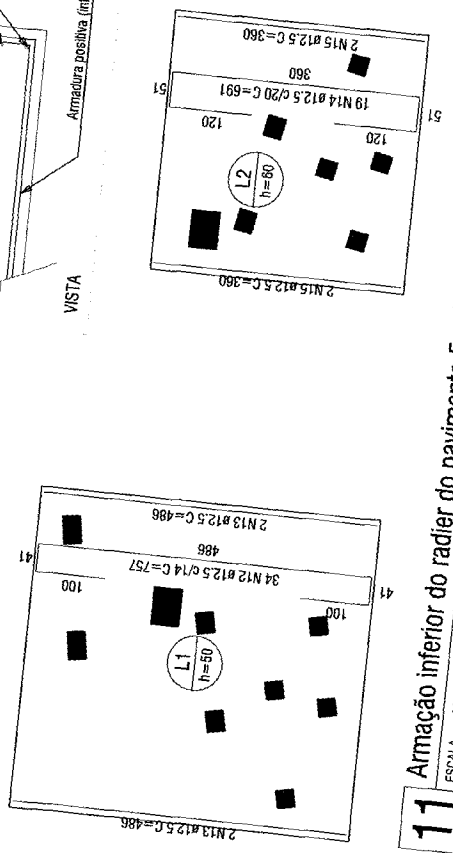 Armadura positiva (inf
VISTA
2 N15 ø12.5 C=360
360
19 N14 ø12.5 c/20 C=691
51
51
120
120
L2
h=60
2 N15 ø12.5 C=360
2 N13 ø12.5 C=486
486
34 N12 ø12.5 c/14 C=757
41
41
100
100
L1
h=50
2 N13 ø12.5 C=486
11
Armação inferior do radier do pavimento
ESCALA